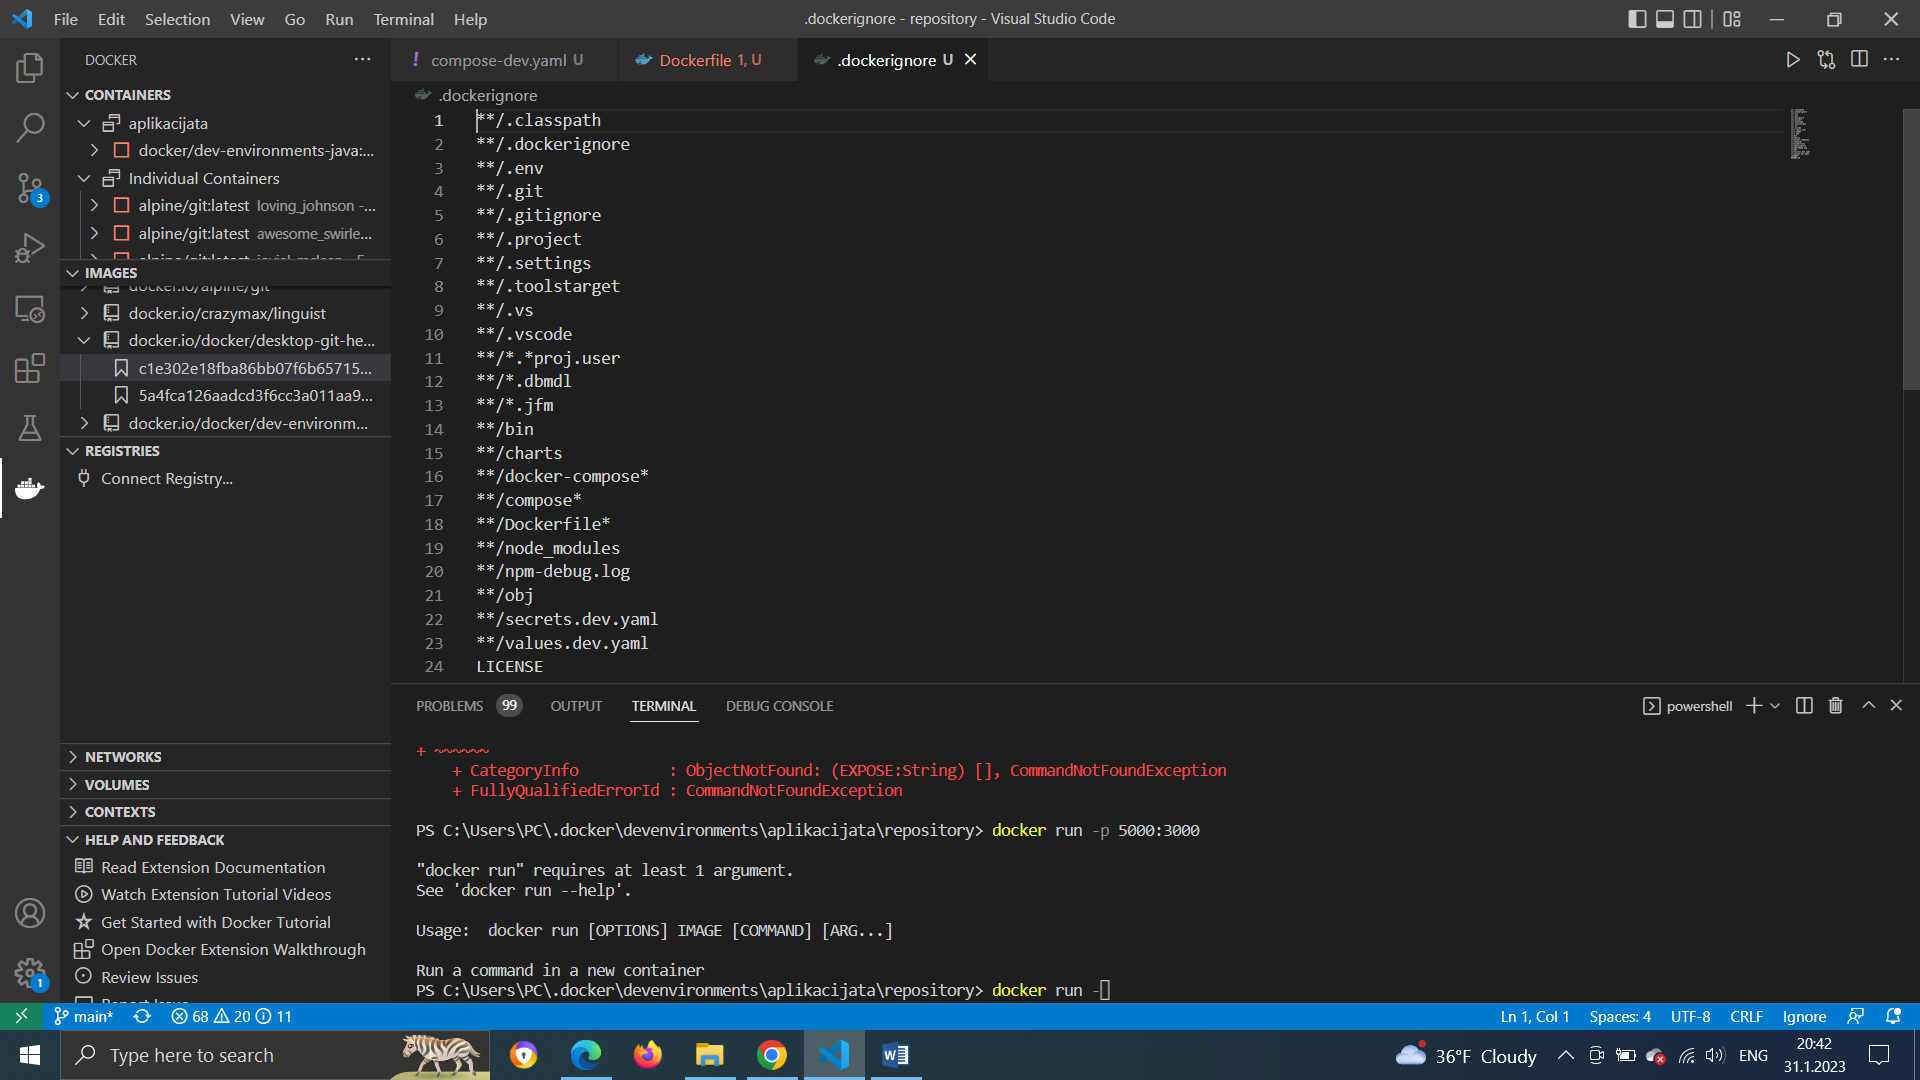 File Edit Selection View Go Run Terminal Help
.dockerignore - repository - Visual Studio Code
DOCKER
compose-dev.yaml U
Dockerfile 1, U
.dockerignore U
.dockerignore
CONTAINERS
aplikacijata
docker/dev-environments-java:...
Individual Containers
alpine/git:latest loving_johnson -...
alpine/git:latest awesome_swirle...
IMAGES
docker.io/alpine/git
docker.io/crazymax/linguist
docker.io/docker/desktop-git-he...
c1e302e18fba86bb07f6b65715...
5a4fca126aadcd3f6cc3a011aa9...
docker.io/docker/dev-environm...
REGISTRIES
Connect Registry...
NETWORKS
VOLUMES
CONTEXTS
HELP AND FEEDBACK
Read Extension Documentation
Watch Extension Tutorial Videos
Get Started with Docker Tutorial
Open Docker Extension Walkthrough
Review Issues
Report Issue
3
1
1 **/.classpath
2 **/.dockerignore
3 **/.env
4 **/.git
5 **/.gitignore
6 **/.project
7 **/.settings
8 **/.toolstarget
9 **/.vs
10 **/.vscode
11 **/*.*proj.user
12 **/*.dbmdl
13 **/*.jfm
14 **/bin
15 **/charts
16 **/docker-compose*
17 **/compose*
18 **/Dockerfile*
19 **/node_modules
20 **/npm-debug.log
21 **/obj
22 **/secrets.dev.yaml
23 **/values.dev.yaml
24 LICENSE
PROBLEMS 99 OUTPUT TERMINAL DEBUG CONSOLE
powershell
+ ~~~~~~
+ CategoryInfo : ObjectNotFound: (EXPOSE:String) [], CommandNotFoundException
+ FullyQualifiedErrorId : CommandNotFoundException
PS C:\Users\PC\.docker\devenvironments\aplikacijata\repository> docker run -p 5000:3000
"docker run" requires at least 1 argument.
See 'docker run --help'.
Usage: docker run [OPTIONS] IMAGE [COMMAND] [ARG...]
Run a command in a new container
PS C:\Users\PC\.docker\devenvironments\aplikacijata\repository> docker run -
main* 68 20 11
Ln 1, Col 1 Spaces: 4 UTF-8 CRLF Ignore
Type here to search
36°F Cloudy
ENG
20:42
31.1.2023